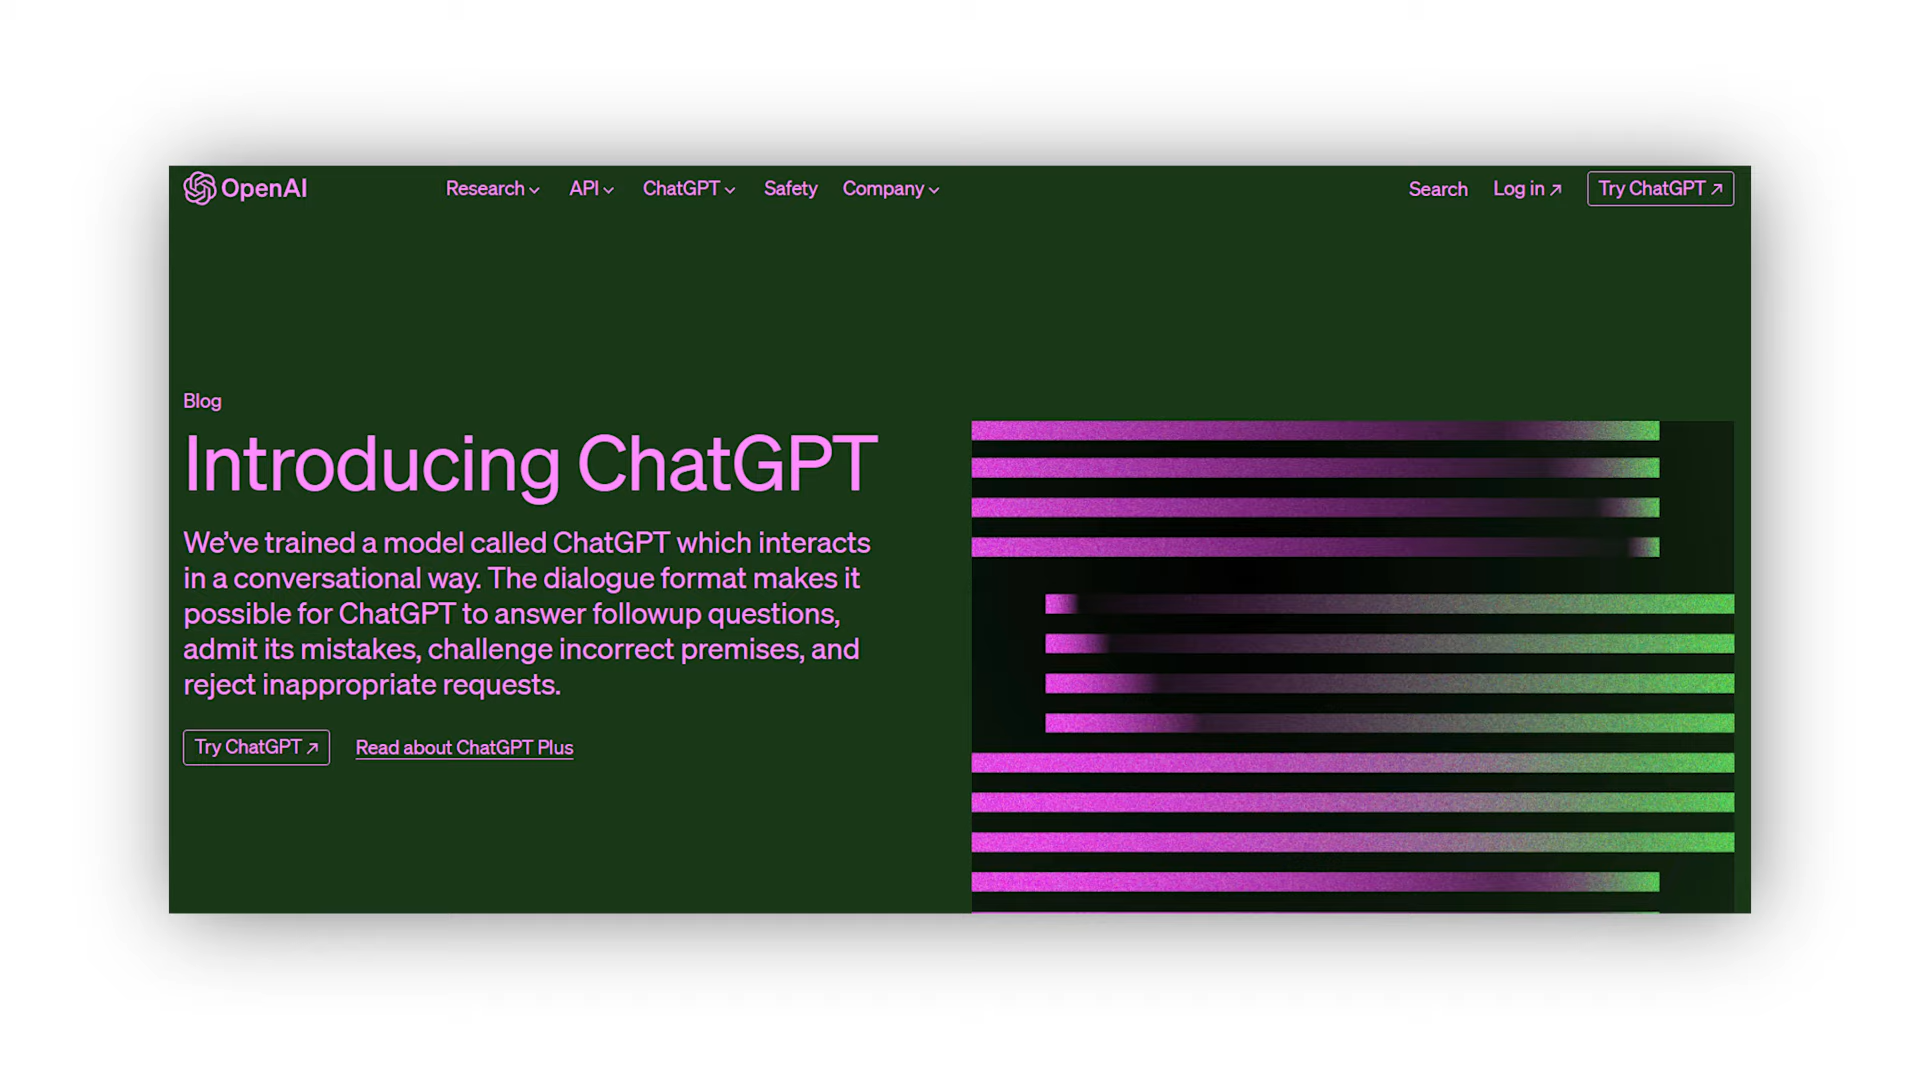 OpenAI
Research
API
ChatGPT
Safety
Company
Search
Log in ↗
Try ChatGPT ↗
Blog
Introducing ChatGPT
We’ve trained a model called ChatGPT which interacts
in a conversational way. The dialogue format makes it
possible for ChatGPT to answer followup questions,
admit its mistakes, challenge incorrect premises, and
reject inappropriate requests.
Try ChatGPT ↗
Read about ChatGPT Plus